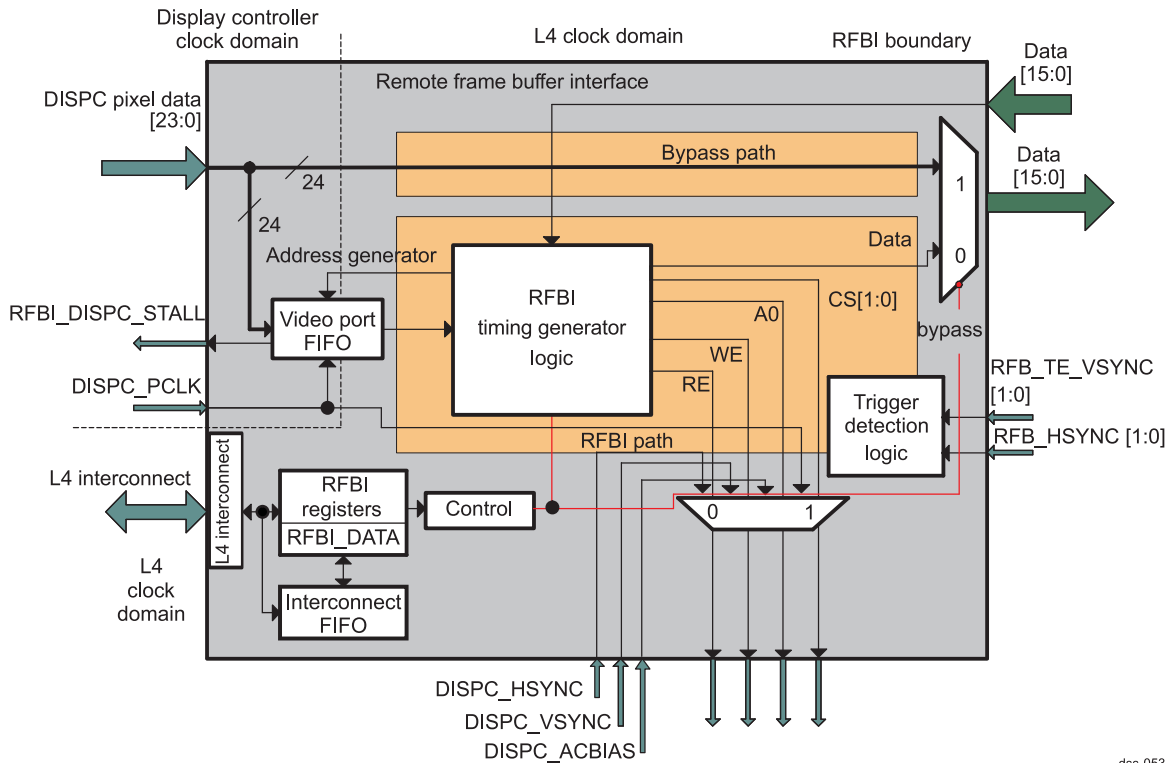 Display controller
clock domain
L4 clock domain
RFBI boundary
Data
[15:0]
Remote frame buffer interface
DISPC pixel data
[23:0]
Bypass path
24
24
1
Data
[15:0]
Address generator
Data
0
RFBI
timing generator
logic
CS[1:0]
A0
bypass
RFBI_DISPC_STALL
Video port
FIFO
WE
RE
RFB_TE_VSYNC
[1:0]
DISPC_PCLK
Trigger
detection
logic
RFBI path
RFB_HSYNC [1:0]
L4 interconnect
L4 interconnect
RFBI
registers
RFBI_DATA
Control
0
1
L4
clock
domain
Interconnect
FIFO
DISPC_HSYNC
DISPC_VSYNC
DISPC_ACBIAS